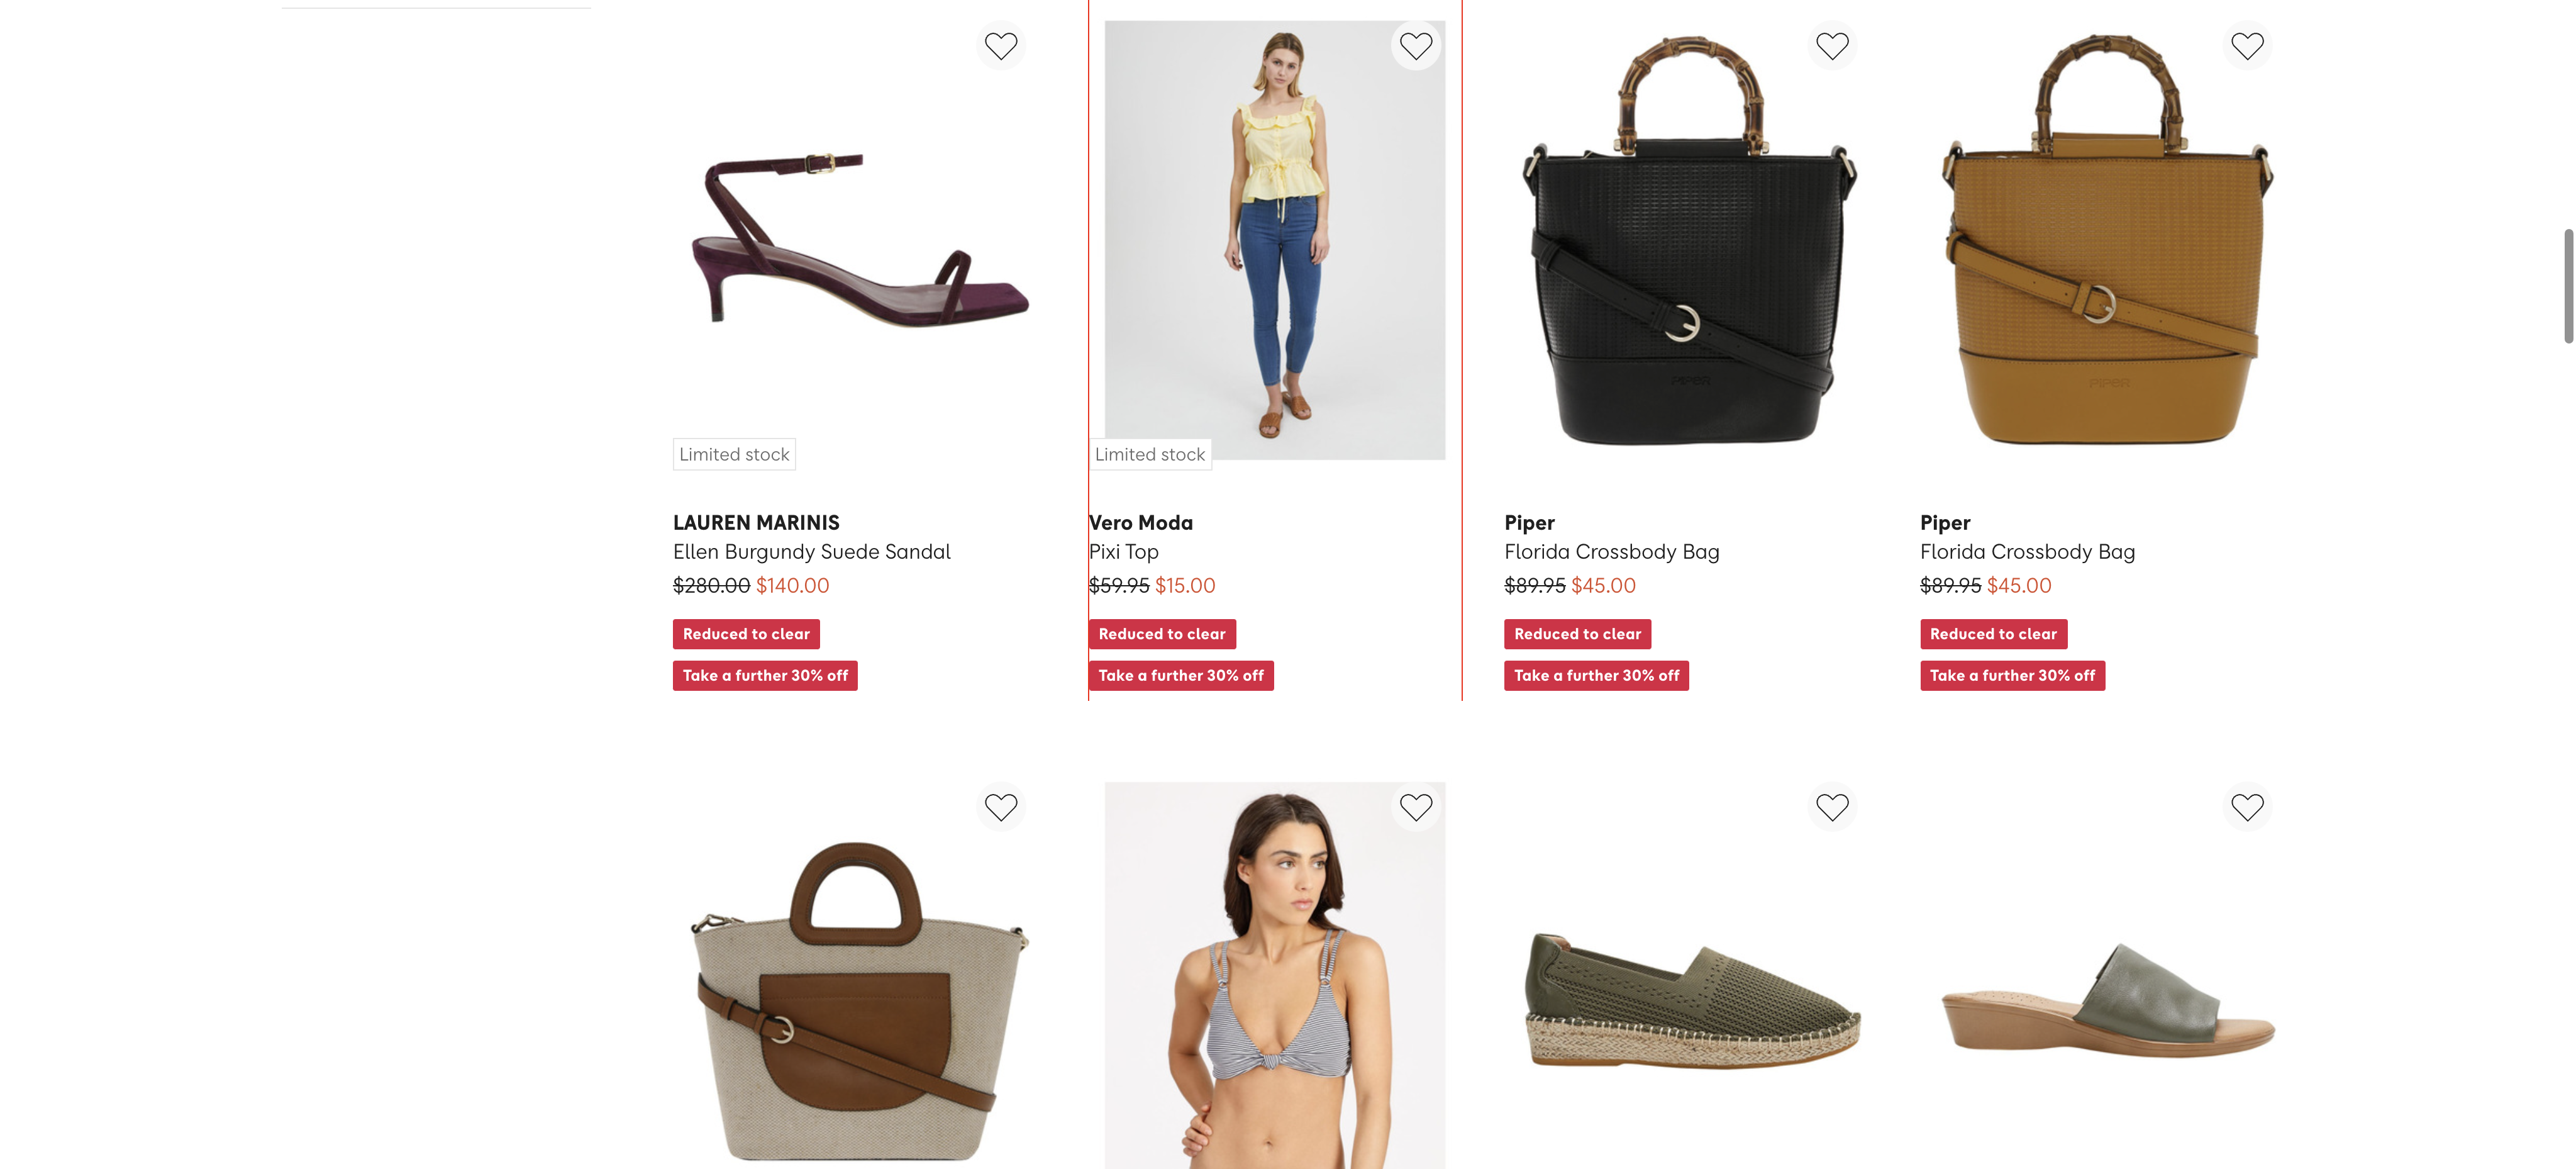 Limited stock
LAUREN MARINIS
Ellen Burgundy Suede Sandal
$280.00 $140.00
Reduced to clear
Take a further 30% off
Limited stock
Vero Moda
Pixi Top
$59.95 $15.00
Reduced to clear
Take a further 30% off
PIPER
Piper
Florida Crossbody Bag
$89.95 $45.00
Reduced to clear
Take a further 30% off
PIPER
Piper
Florida Crossbody Bag
$89.95 $45.00
Reduced to clear
Take a further 30% off